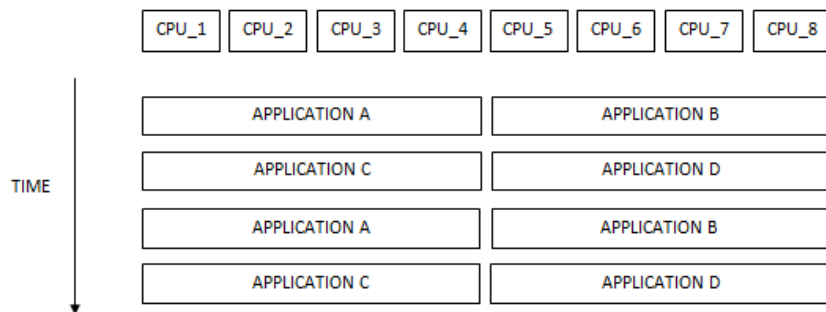 CPU_1 CPU_2 CPU_3 CPU_4 CPU_5 CPU_6 CPU_7 CPU_8
APPLICATION A APPLICATION B
APPLICATION C APPLICATION D
TIME
APPLICATION A APPLICATION B
APPLICATION C APPLICATION D